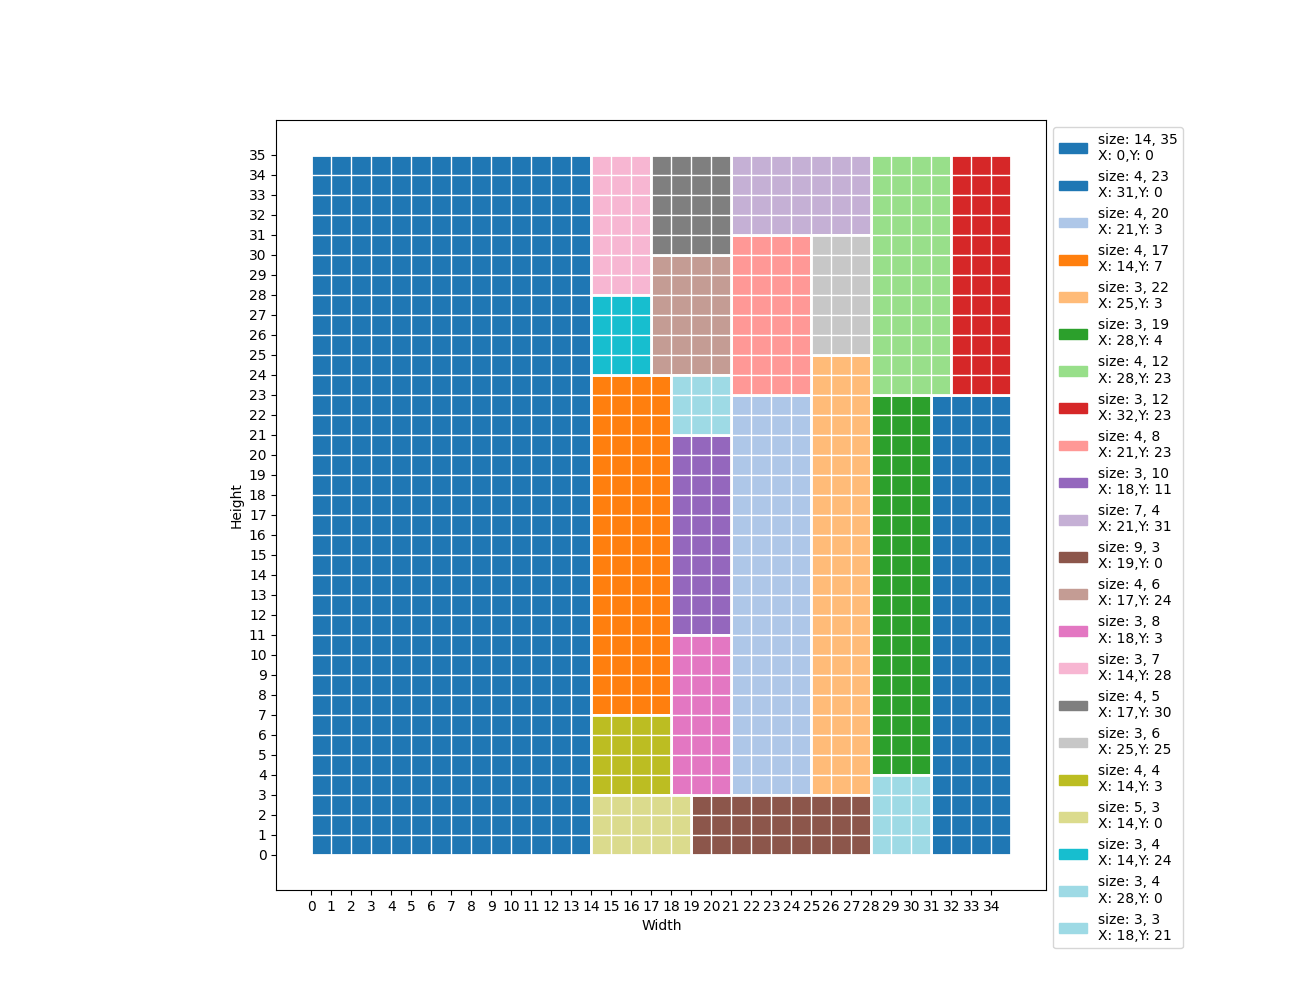 35
34
33
32
31
30
29
28
27
26
25
24
23
22
21
20
19
18
17
16
15
14
13
12
11
10
9
8
7
6
5
4
3
2
1
0
Height
0 1 2 3 4 5 6 7 8 9 10 11 12 13 14 15 16 17 18 19 20 21 22 23 24 25 26 27 28 29 30 31 32 33 34
Width
size: 14, 35
X: 0,Y: 0
size: 4, 23
X: 31,Y: 0
size: 4, 20
X: 21,Y: 3
size: 4, 17
X: 14,Y: 7
size: 3, 22
X: 25,Y: 3
size: 3, 19
X: 28,Y: 4
size: 4, 12
X: 28,Y: 23
size: 3, 12
X: 32,Y: 23
size: 4, 8
X: 21,Y: 23
size: 3, 10
X: 18,Y: 11
size: 7, 4
X: 21,Y: 31
size: 9, 3
X: 19,Y: 0
size: 4, 6
X: 17,Y: 24
size: 3, 8
X: 18,Y: 3
size: 3, 7
X: 14,Y: 28
size: 4, 5
X: 17,Y: 30
size: 3, 6
X: 25,Y: 25
size: 4, 4
X: 14,Y: 3
size: 5, 3
X: 14,Y: 0
size: 3, 4
X: 14,Y: 24
size: 3, 4
X: 28,Y: 0
size: 3, 3
X: 18,Y: 21